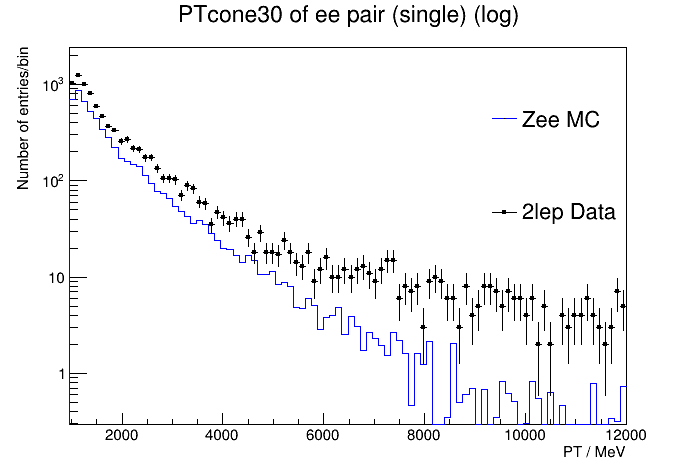 PTcone30 of ee pair (single) (log)
Number of entries/bin
10³
10²
10
1
Zee MC
2lep Data
2000 4000 6000 8000 10000 12000
PT / MeV